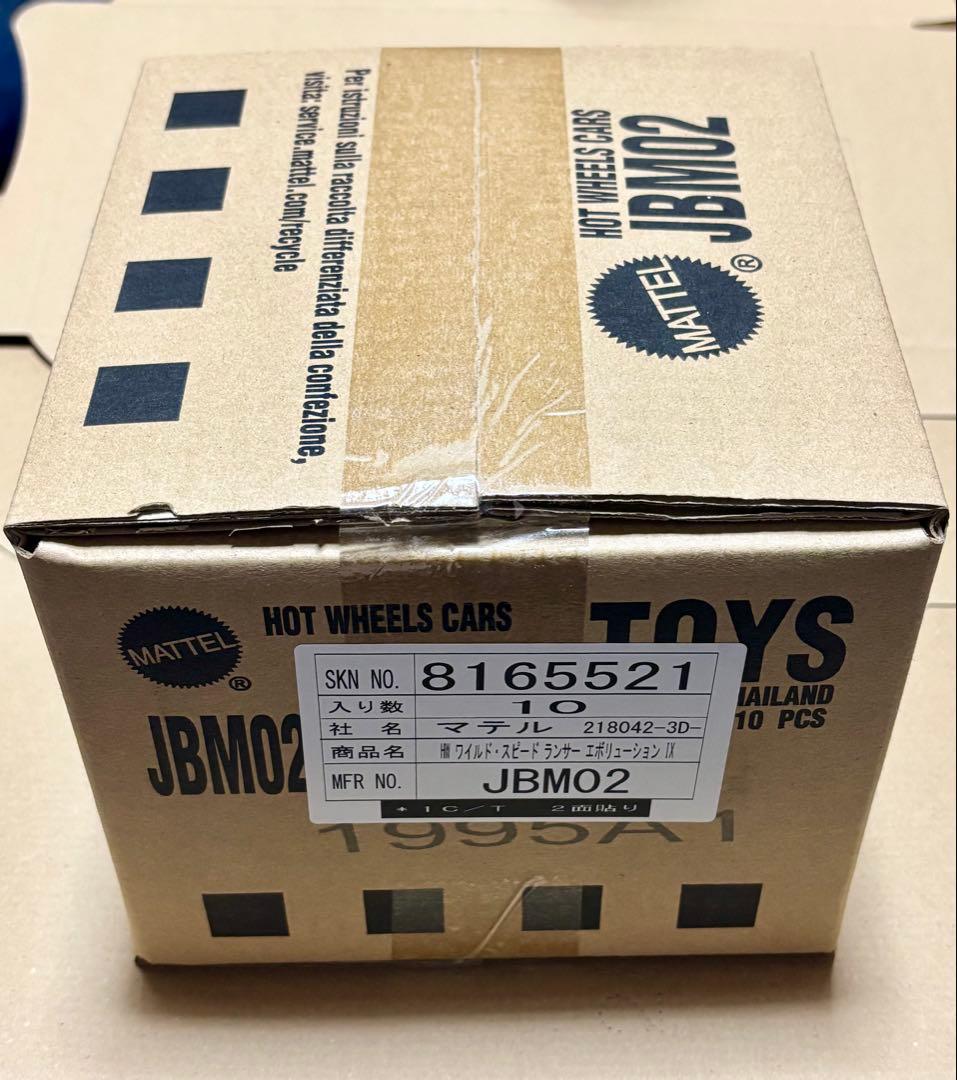 Per istruzioni sulla raccolta differenziata della confezione,
visita: service.mattel.com/recycle
HOT WHEELS CARS
JBM02
MATTEL
®
MATTEL
®
HOT WHEELS CARS
TOYS
HAILAND
10 PCS
JBM02
SKN NO. 8165521
入り数 10
社 名 マテル 218042-3D-
商品名 HW ワイルド・スピード ランサー エボリューション IX
MFR NO. JBM02
*1C/T 2面貼り
1995A1